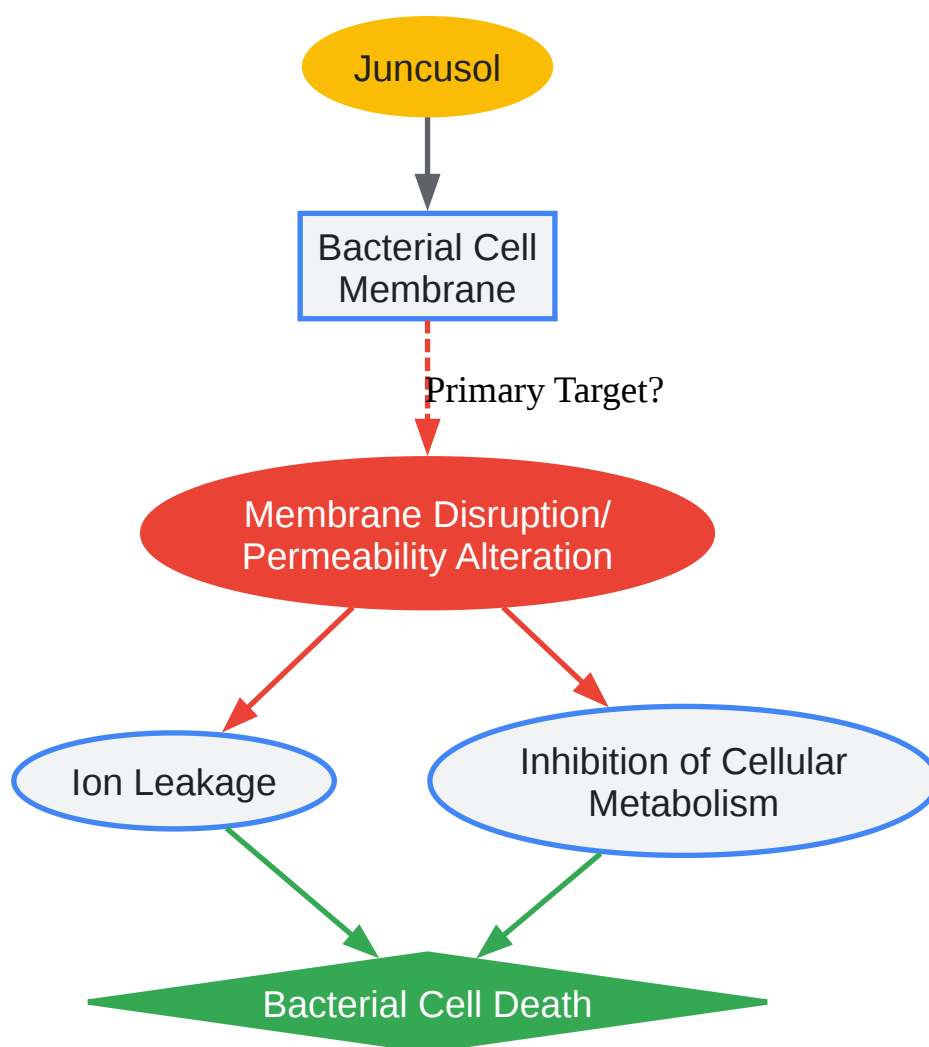 Juncusol
Bacterial Cell
Membrane
Primary Target?
Membrane Disruption/
Permeability Alteration
Ion Leakage
Inhibition of Cellular
Metabolism
Bacterial Cell Death